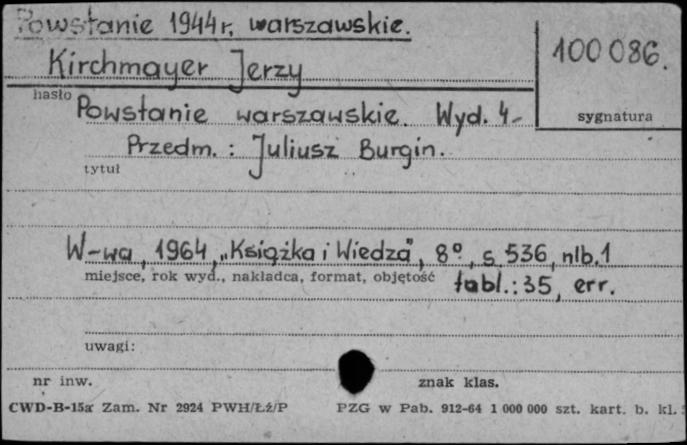 Powstanie 1944 r. warszawskie.
Kirchmayer Jerzy
100 086.
hasło
sygnatura
Powstanie warszawskie. Wyd. 4-
Przedm.: Juliusz Burgin.
tytuł
W-wa, 1964, „Książka i Wiedza", 8°, s 536, nlb. 1
miejsce, rok wyd., nakładca, format, objętość
tabl.: 35, err.
uwagi:
nr inw.
znak klas.
CWD-B-15a Zam. Nr 2924 PWH/Łź/P
PZG w Pab. 912-64 1 000 000 szt. kart. b. kl.